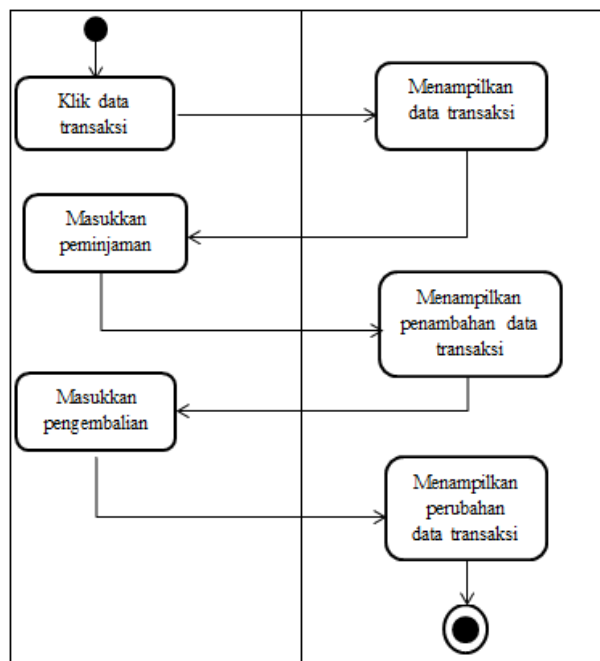 Klik data
transaksi
Menampilkan
data transaksi
Masukkan
peminjaman
Menampilkan
penambahan data
transaksi
Masukkan
pengembalian
Menampilkan
perubahan
data transaksi